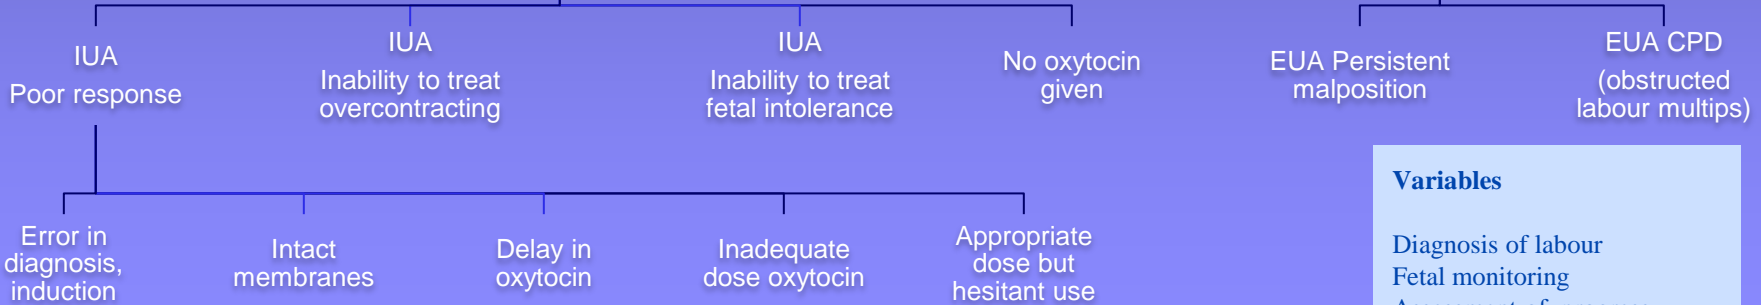 IUA
Poor response
IUA
Inability to treat
overcontracting
IUA
Inability to treat
fetal intolerance
No oxytocin
given
EUA Persistent
malposition
EUA CPD
(obstructed
labour multips)
Error in
diagnosis,
induction
Intact
membranes
Delay in
oxytocin
Inadequate
dose oxytocin
Appropriate
dose but
hesitant use
Variables
Diagnosis of labour
Fetal monitoring